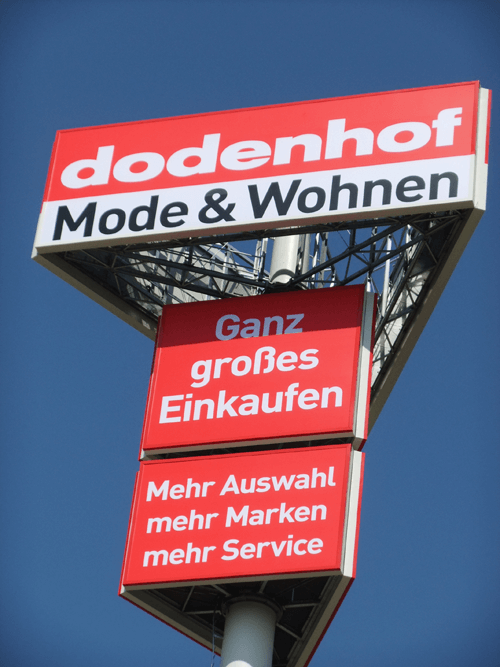 dodenhof
Mode & Wohnen
Ganz
großes
Einkaufen
Mehr Auswahl
mehr Marken
mehr Service